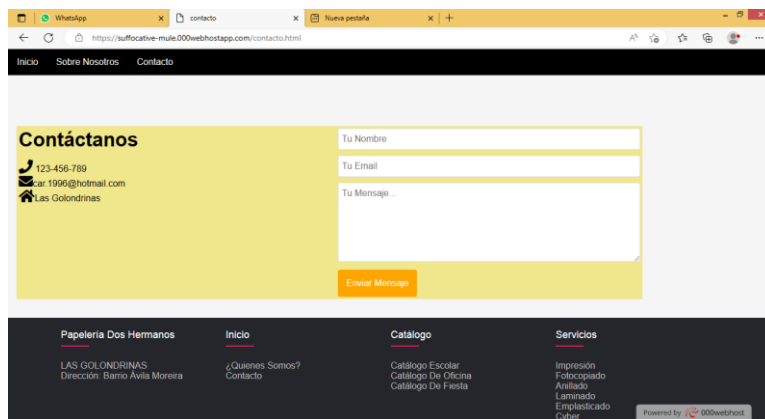 WhatsApp
contacto
Nueva pestaña
https://suffocative-mule.000webhostapp.com/contacto.html
Inicio Sobre Nosotros Contacto
Contáctanos
123-456-789
car.1996@hotmail.com
Las Golondrinas
Tu Nombre
Tu Email
Tu Mensaje...
Enviar Mensaje
Papelería Dos Hermanos
LAS GOLONDRINAS
Dirección: Barrio Ávila Moreira
Inicio
¿Quienes Somos?
Contacto
Catálogo
Catálogo Escolar
Catálogo De Oficina
Catálogo De Fiesta
Servicios
Impresión
Fotocopiado
Anillado
Laminado
Emplasticado
Cyber
Powered by 000webhost